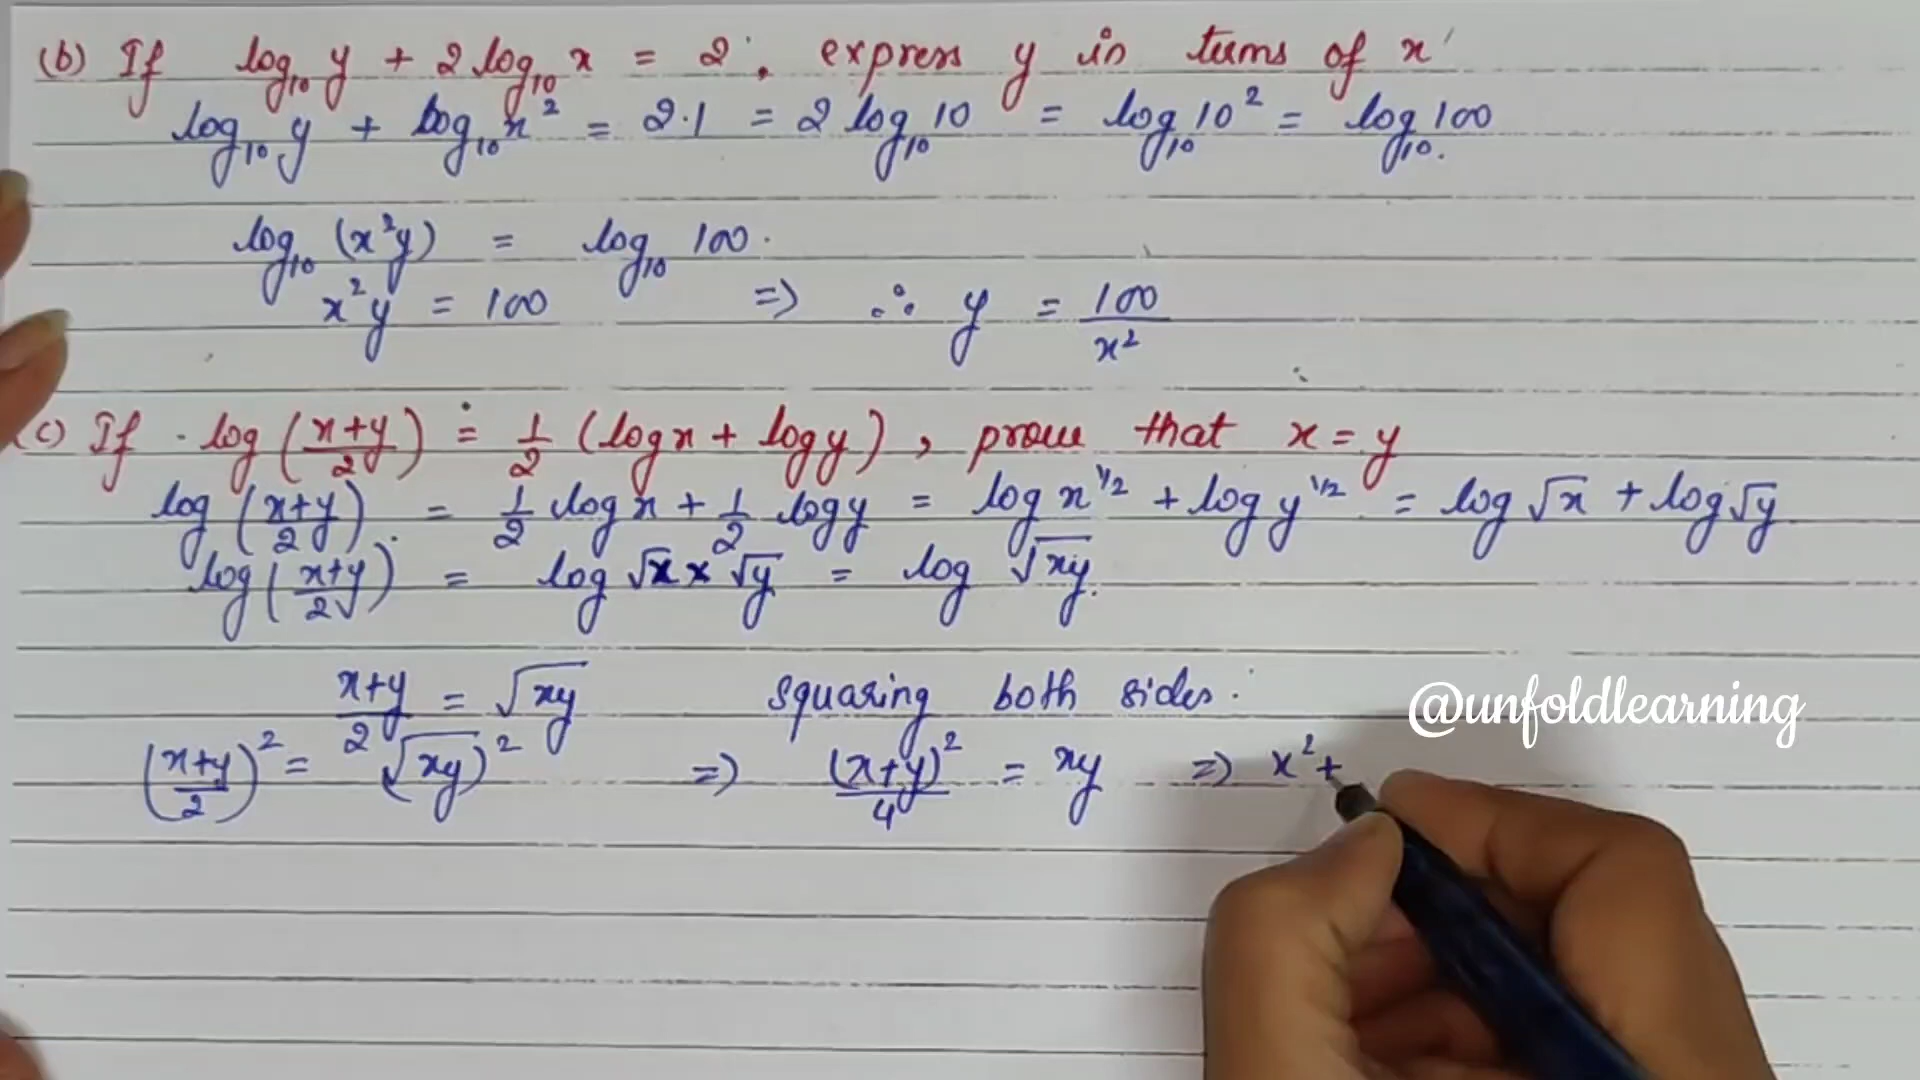 (b) If log₁₀ y + 2 log₁₀ x = 2. express y in terms of x
log₁₀ y + log₁₀ x² = 2·1 = 2 log₁₀ 10 = log₁₀ 10² = log₁₀ 100
log₁₀ (x²y) = log₁₀ 100.
x²y = 100 => ∴ y = 100/x²
(c) If log((x+y)/2) = 1/2 (log x + log y), prove that x = y
log((x+y)/2) = 1/2 log x + 1/2 log y = log x^1/2 + log y^1/2 = log √x + log √y
log((x+y)/2) = log √x × √y = log √xy.
(x+y)/2 = √xy squaring both sides.
@unfoldlearning
((x+y)/2)² = (√xy)² => (x+y)²/4 = xy => x²+